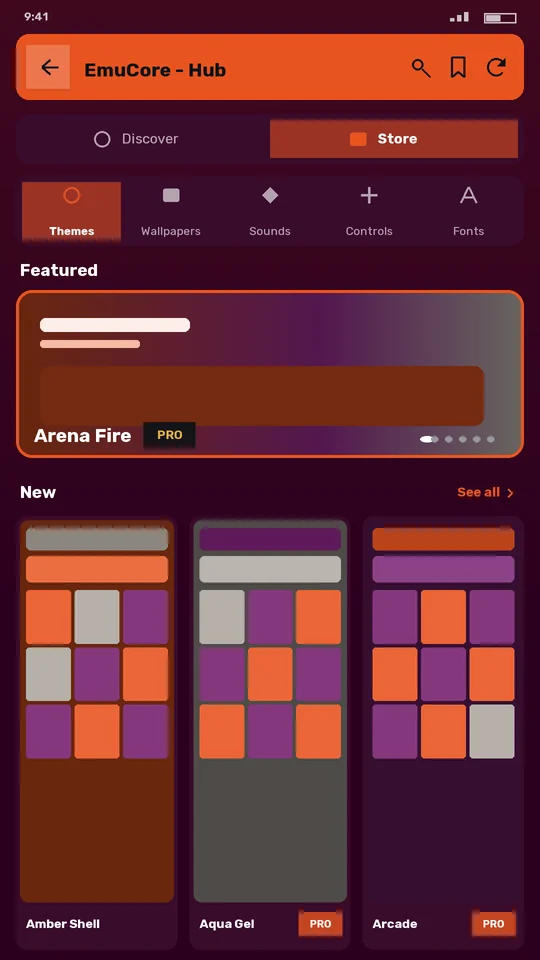 9:41
EmuCore - Hub
Discover
Store
Themes
Wallpapers
Sounds
Controls
Fonts
Featured
Arena Fire
PRO
New
See all
Amber Shell
Aqua Gel
PRO
Arcade
PRO